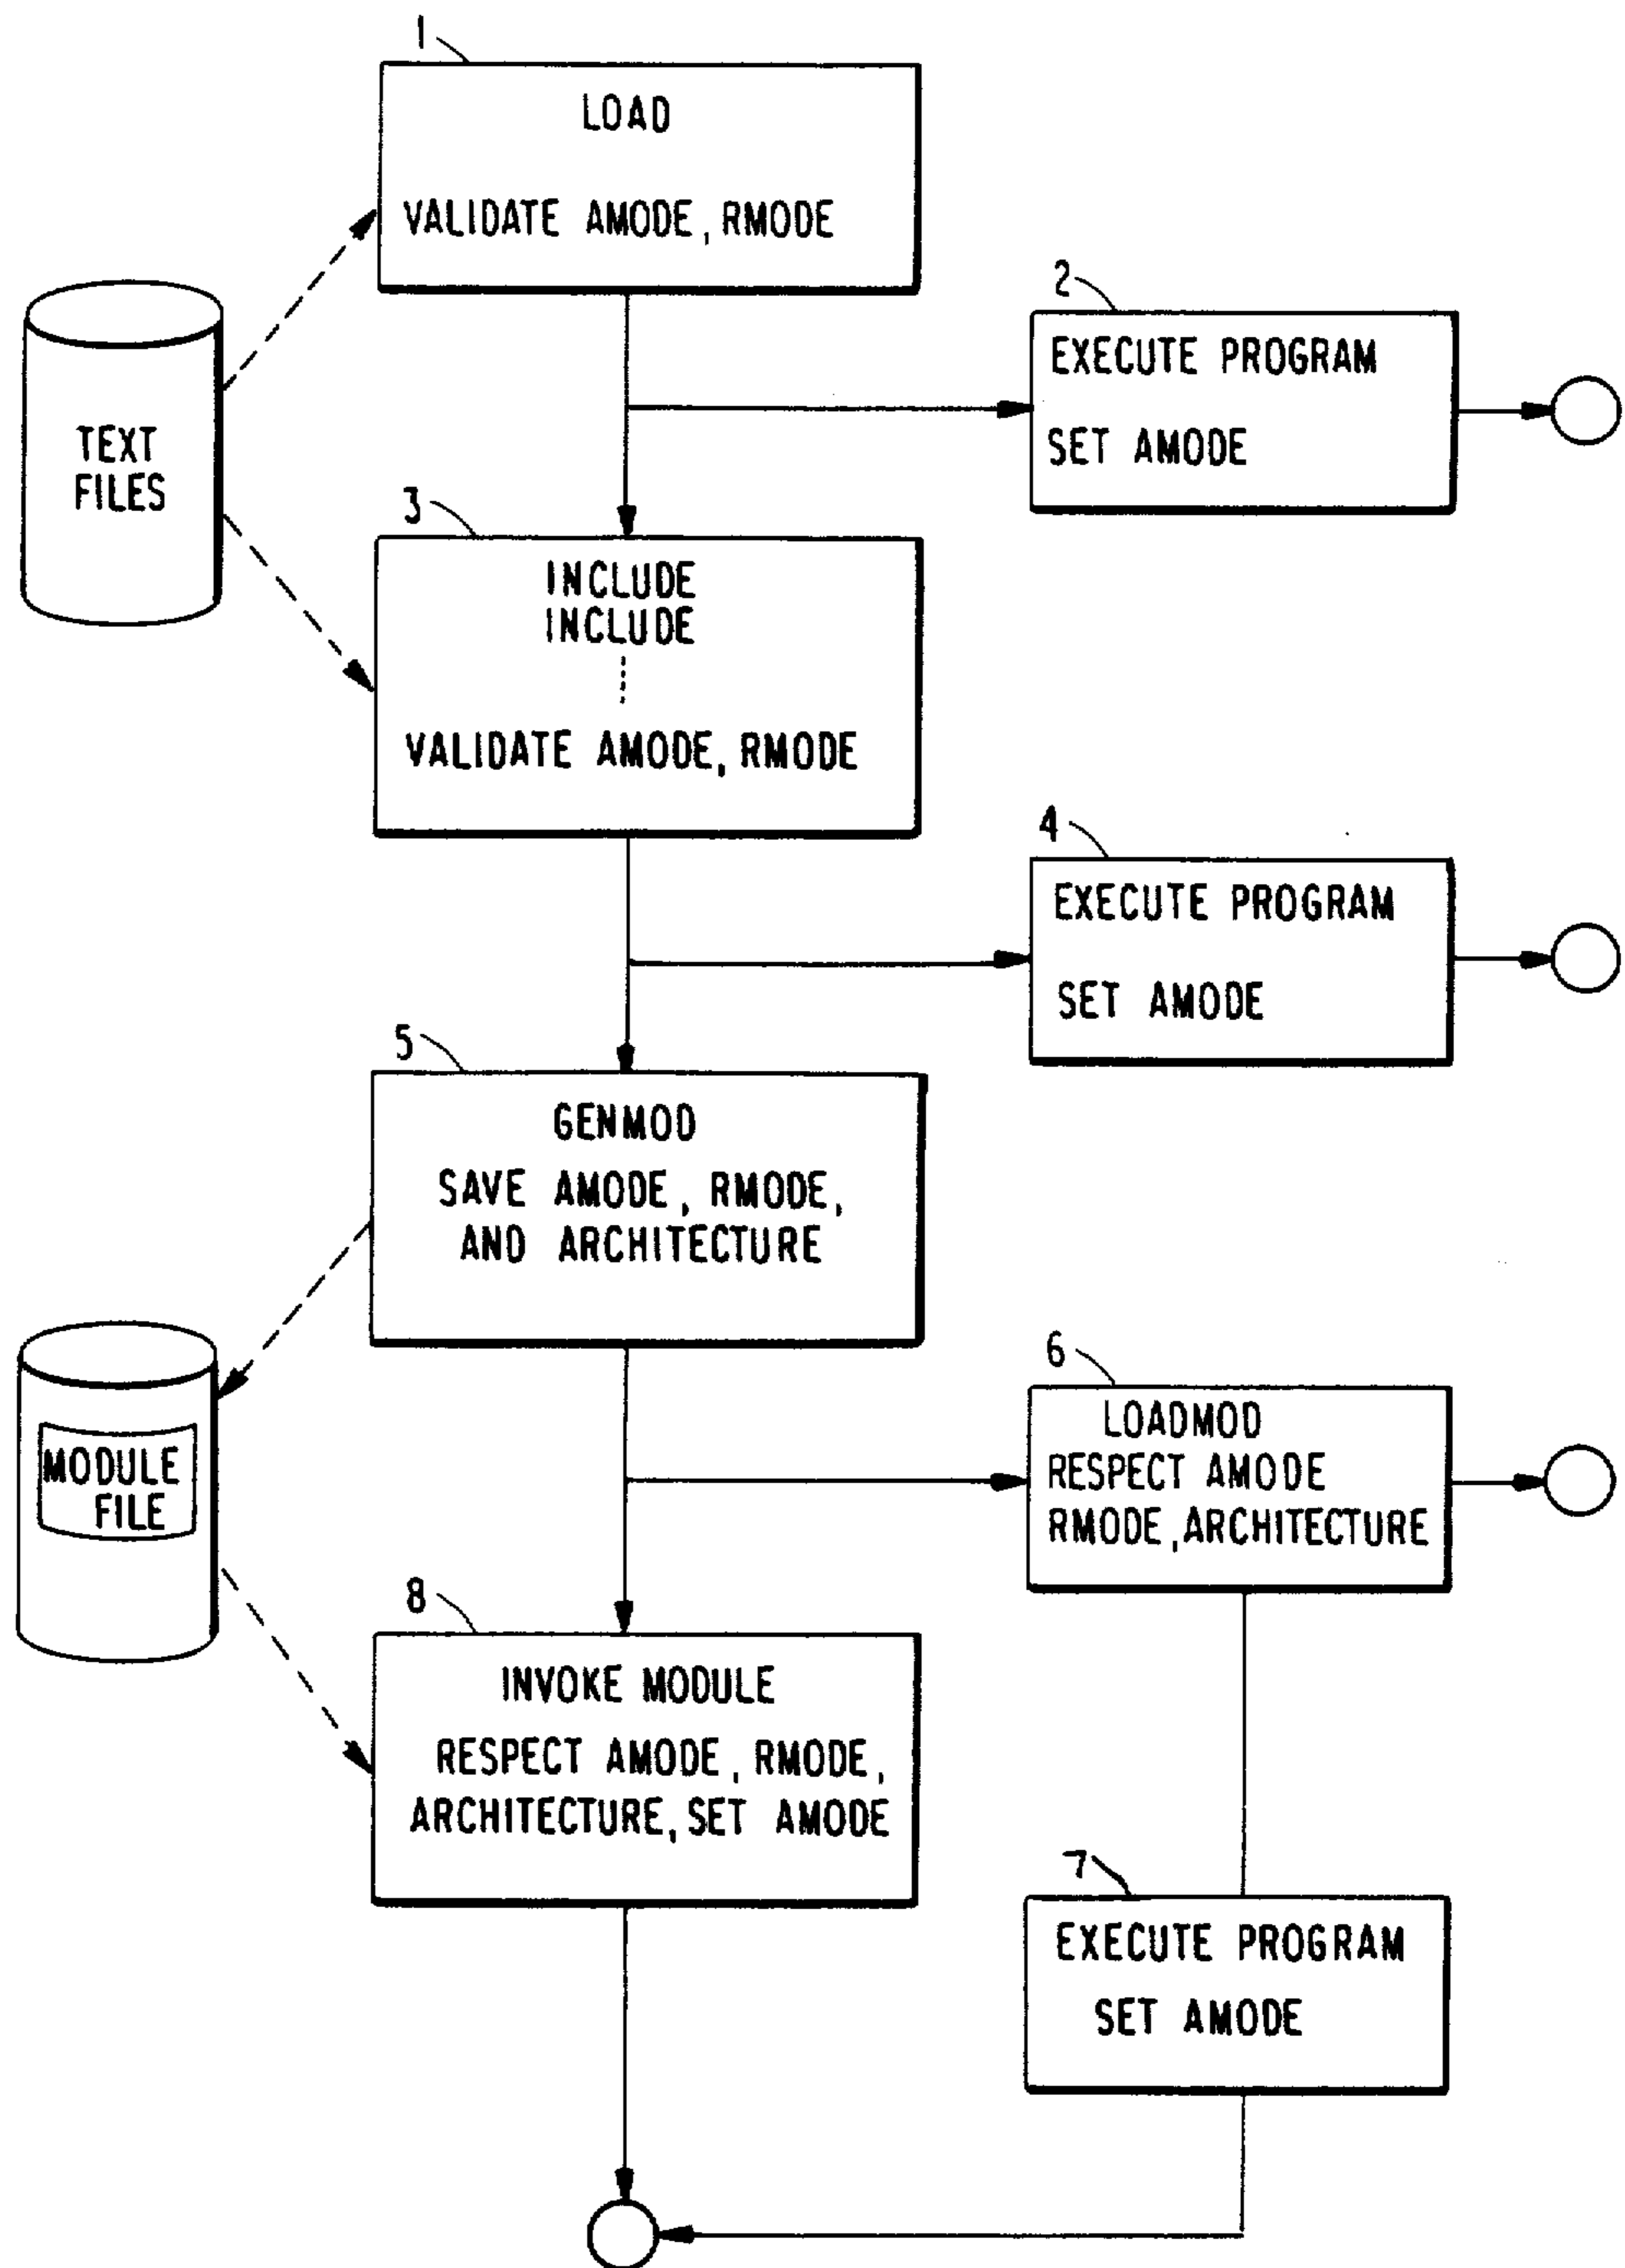 1
LOAD
VALIDATE AMODE, RMODE
TEXT
FILES
2
EXECUTE PROGRAM
SET AMODE
3
INCLUDE
INCLUDE
VALIDATE AMODE, RMODE
4
EXECUTE PROGRAM
SET AMODE
5
GENMOD
SAVE AMODE, RMODE,
AND ARCHITECTURE
MODULE
FILE
6
LOADMOD
RESPECT AMODE
RMODE, ARCHITECTURE
8
INVOKE MODULE
RESPECT AMODE, RMODE,
ARCHITECTURE, SET AMODE
7
EXECUTE PROGRAM
SET AMODE